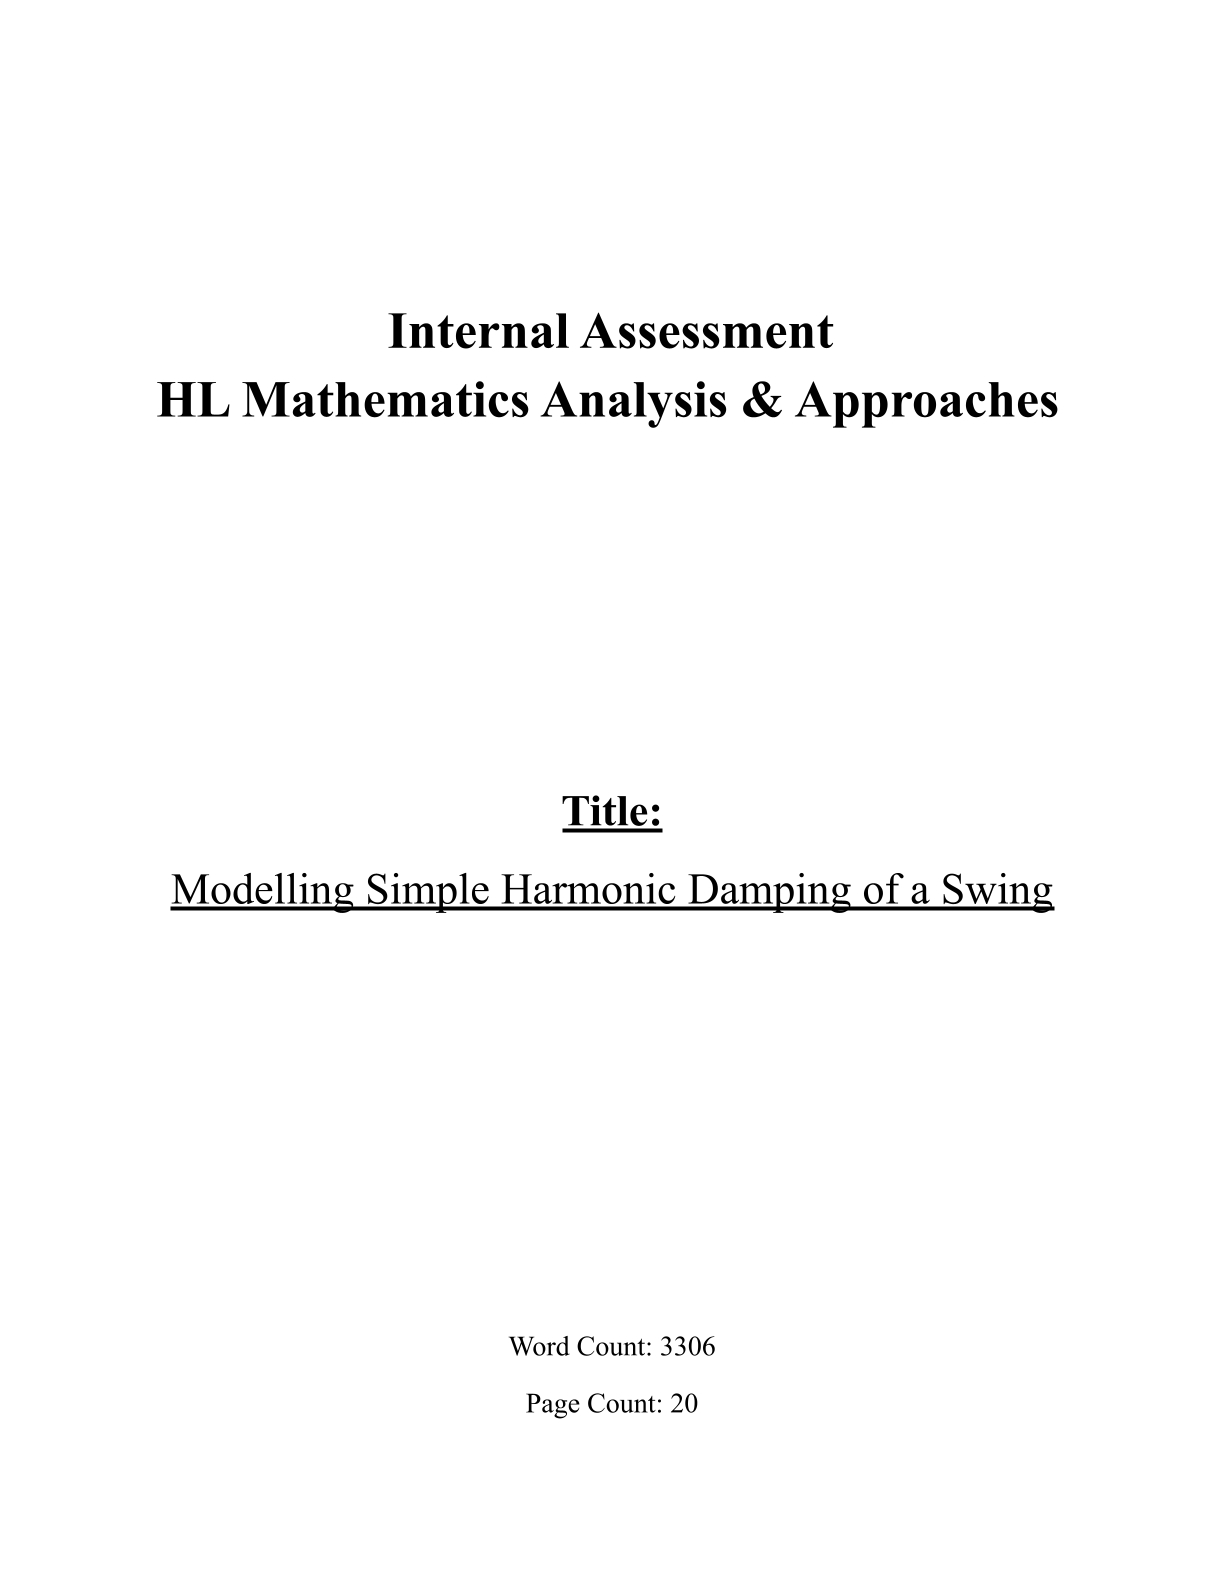 Internal Assessment
HL Mathematics Analysis & Approaches
Title:
Modelling Simple Harmonic Damping of a Swing
Word Count: 3306
Page Count: 20